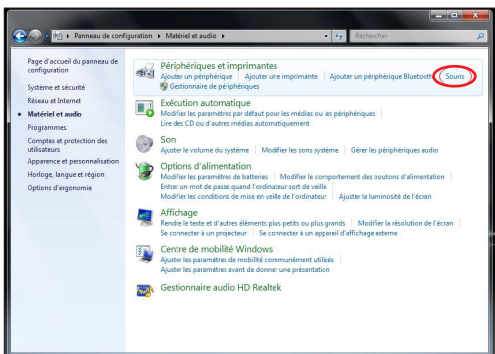 Panneau de configuration ▸ Matériel et audio ▸
Rechercher
Page d'accueil du panneau de
configuration
Système et sécurité
Réseau et Internet
Matériel et audio
Programmes
Comptes et protection des
utilisateurs
Apparence et personnalisation
Horloge, langue et région
Options d'ergonomie
Périphériques et imprimantes
Ajouter un périphérique | Ajouter une imprimante | Ajouter un périphérique Bluetooth | Souris
Gestionnaire de périphériques
Exécution automatique
Modifier les paramètres par défaut pour les médias ou les périphériques
Lire des CD ou d'autres médias automatiquement
Son
Ajuster le volume du système | Modifier les sons système | Gérer les périphériques audio
Options d'alimentation
Modifier les paramètres de batteries | Modifier le comportement des boutons d'alimentation
Entrer un mot de passe quand l'ordinateur sort de veille
Modifier les conditions de mise en veille de l'ordinateur | Ajuster la luminosité de l'écran
Affichage
Rendre le texte et d'autres éléments plus petits ou plus grands | Modifier la résolution de l'écran
Se connecter à un projecteur | Se connecter à un appareil d'affichage externe
Centre de mobilité Windows
Ajuster les paramètres de mobilité communément utilisés
Ajuster les paramètres avant de donner une présentation
Gestionnaire audio HD Realtek